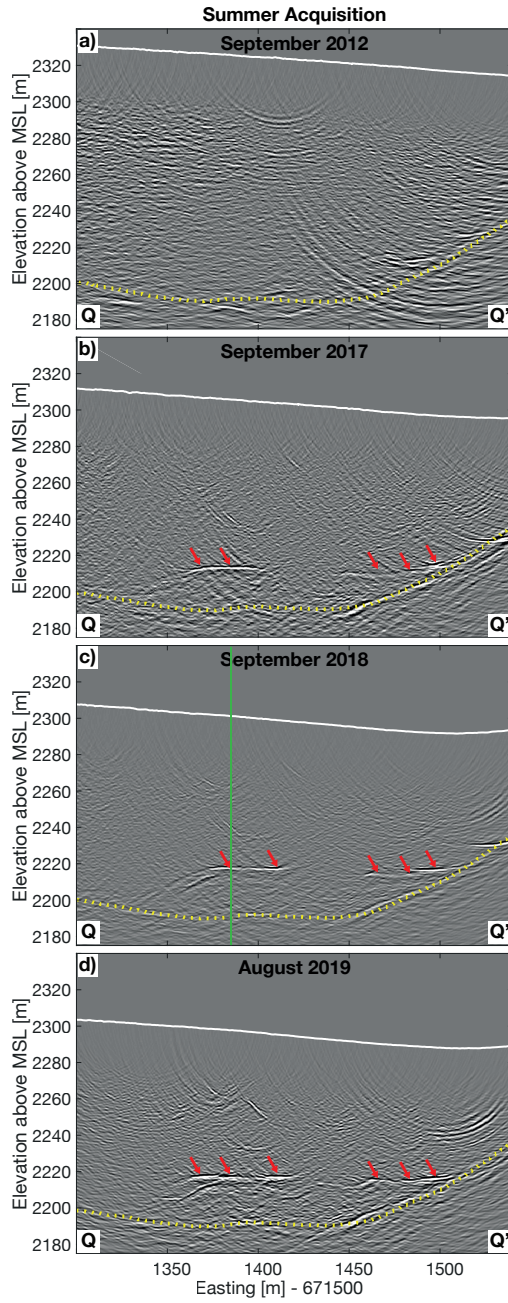 Summer Acquisition
a) September 2012
Elevation above MSL [m]
2320
2300
2280
2260
2240
2220
2200
2180
Q Q'
b) September 2017
Elevation above MSL [m]
2320
2300
2280
2260
2240
2220
2200
2180
Q Q'
c) September 2018
Elevation above MSL [m]
2320
2300
2280
2260
2240
2220
2200
2180
Q Q'
d) August 2019
Elevation above MSL [m]
2320
2300
2280
2260
2240
2220
2200
2180
Q Q'
1350 1400 1450 1500
Easting [m] - 671500